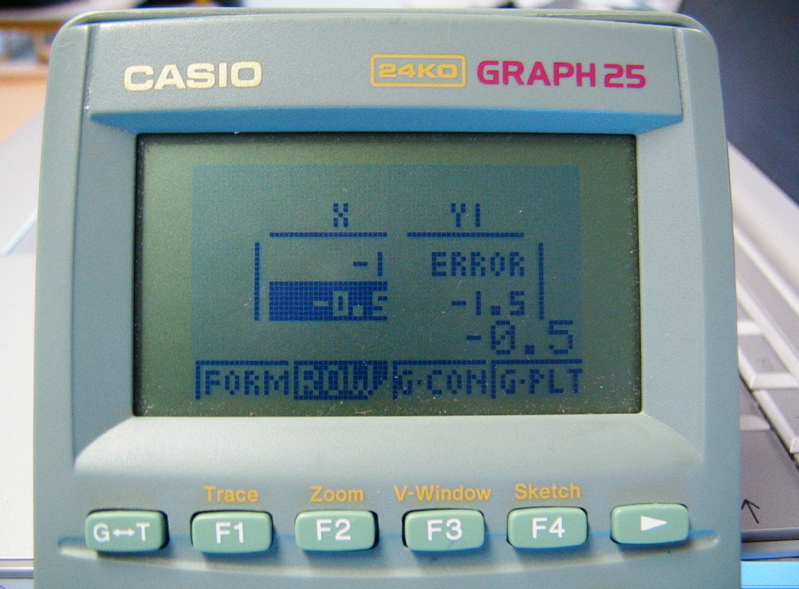 CASIO 24KO GRAPH 25
X Y1
-1 ERROR
-0.5 -1.5
-0.5
FORM ROW G·CON G·PLT
Trace Zoom V-Window Sketch
G↔T F1 F2 F3 F4 ►